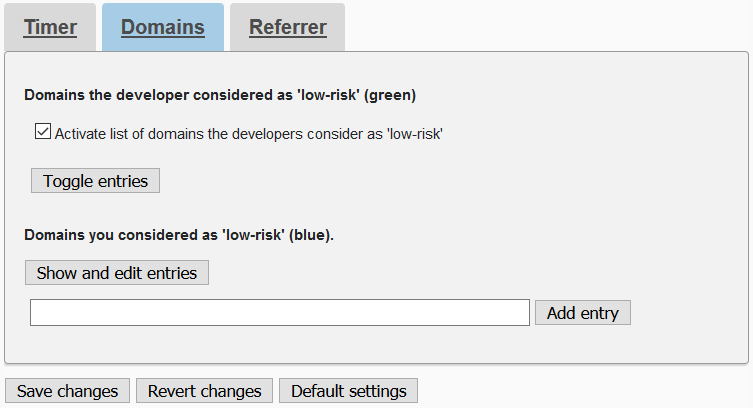 Timer Domains Referrer
Domains the developer considered as 'low-risk' (green)
Activate list of domains the developers consider as 'low-risk'
Toggle entries
Domains you considered as 'low-risk' (blue).
Show and edit entries
Add entry
Save changes Revert changes Default settings